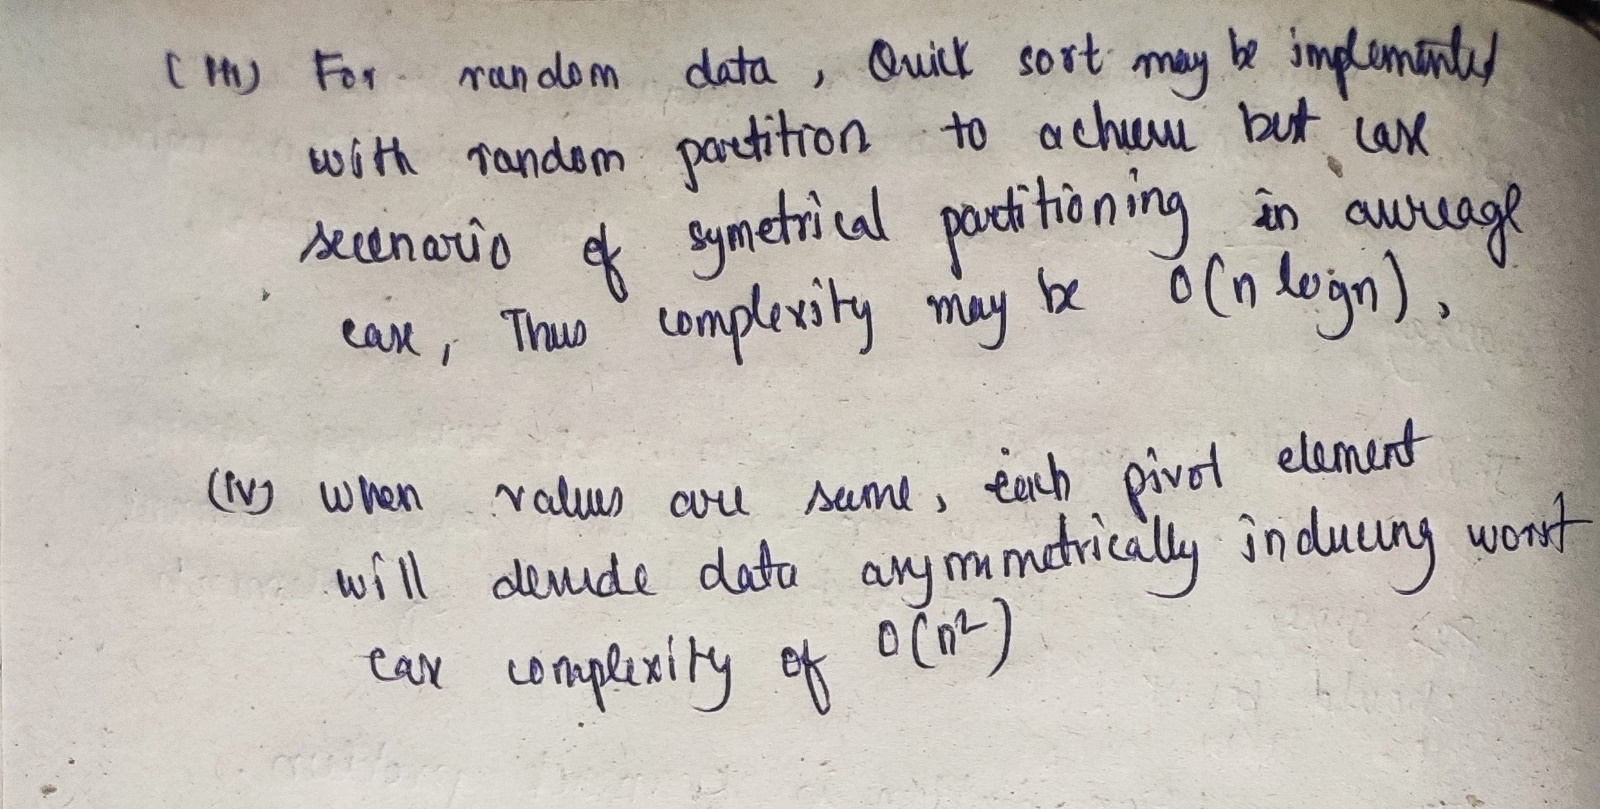 (iii) For random data, Quick sort may be implemented
with random partition to achieve best case
scenario of symetrical partitioning in average
case, Thus complexity may be O(n logn),
(iv) When values are same, each pivot element
will devide data asymmetrically inducing worst
case complexity of O(n²)